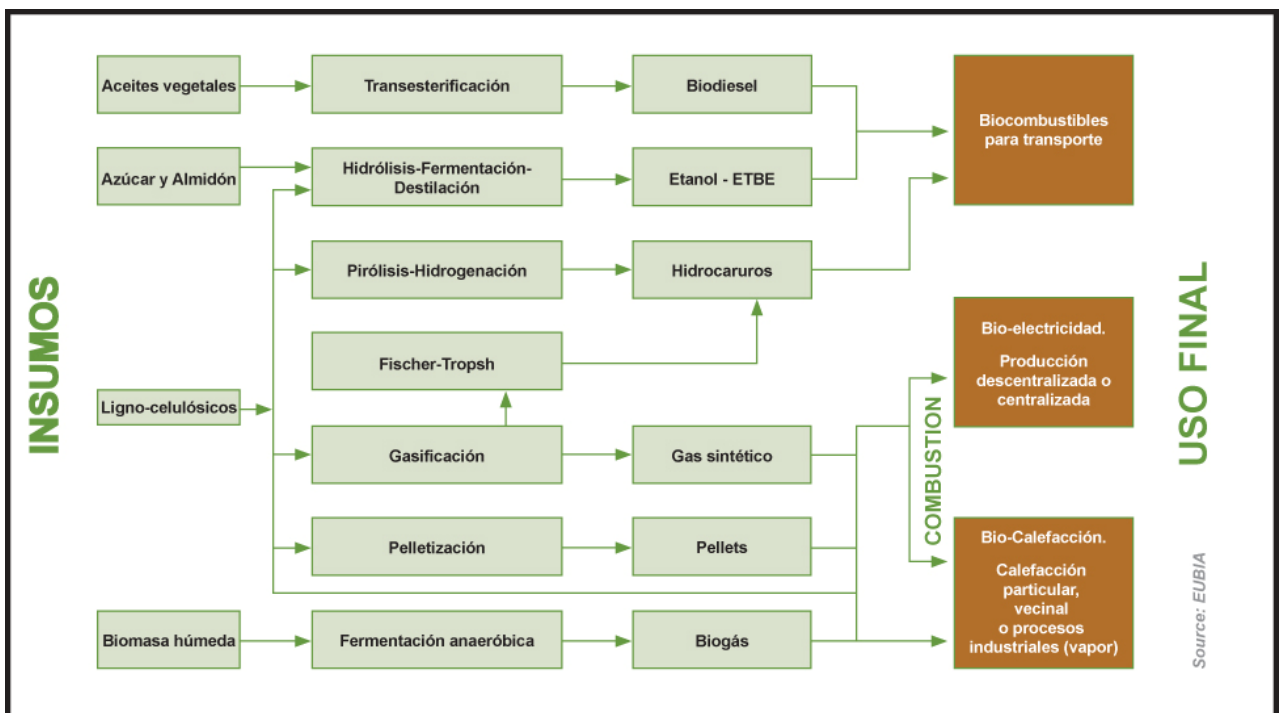 INSUMOS
Aceites vegetales
Transesterificación
Biodiesel
Biocombustibles
para transporte
Azúcar y Almidón
Hidrólisis-Fermentación-
Destilación
Etanol - ETBE
Pirólisis-Hidrogenación
Hidrocaruros
Fischer-Tropsh
Ligno-celulósicos
Gasificación
Gas sintético
Pelletización
Pellets
Biomasa húmeda
Fermentación anaeróbica
Biogás
COMBUSTION
Bio-electricidad.
Producción
descentralizada o
centralizada
Bio-Calefacción.
Calefacción
particular,
vecinal
o procesos
industriales (vapor)
USO FINAL
Source: EUBIA